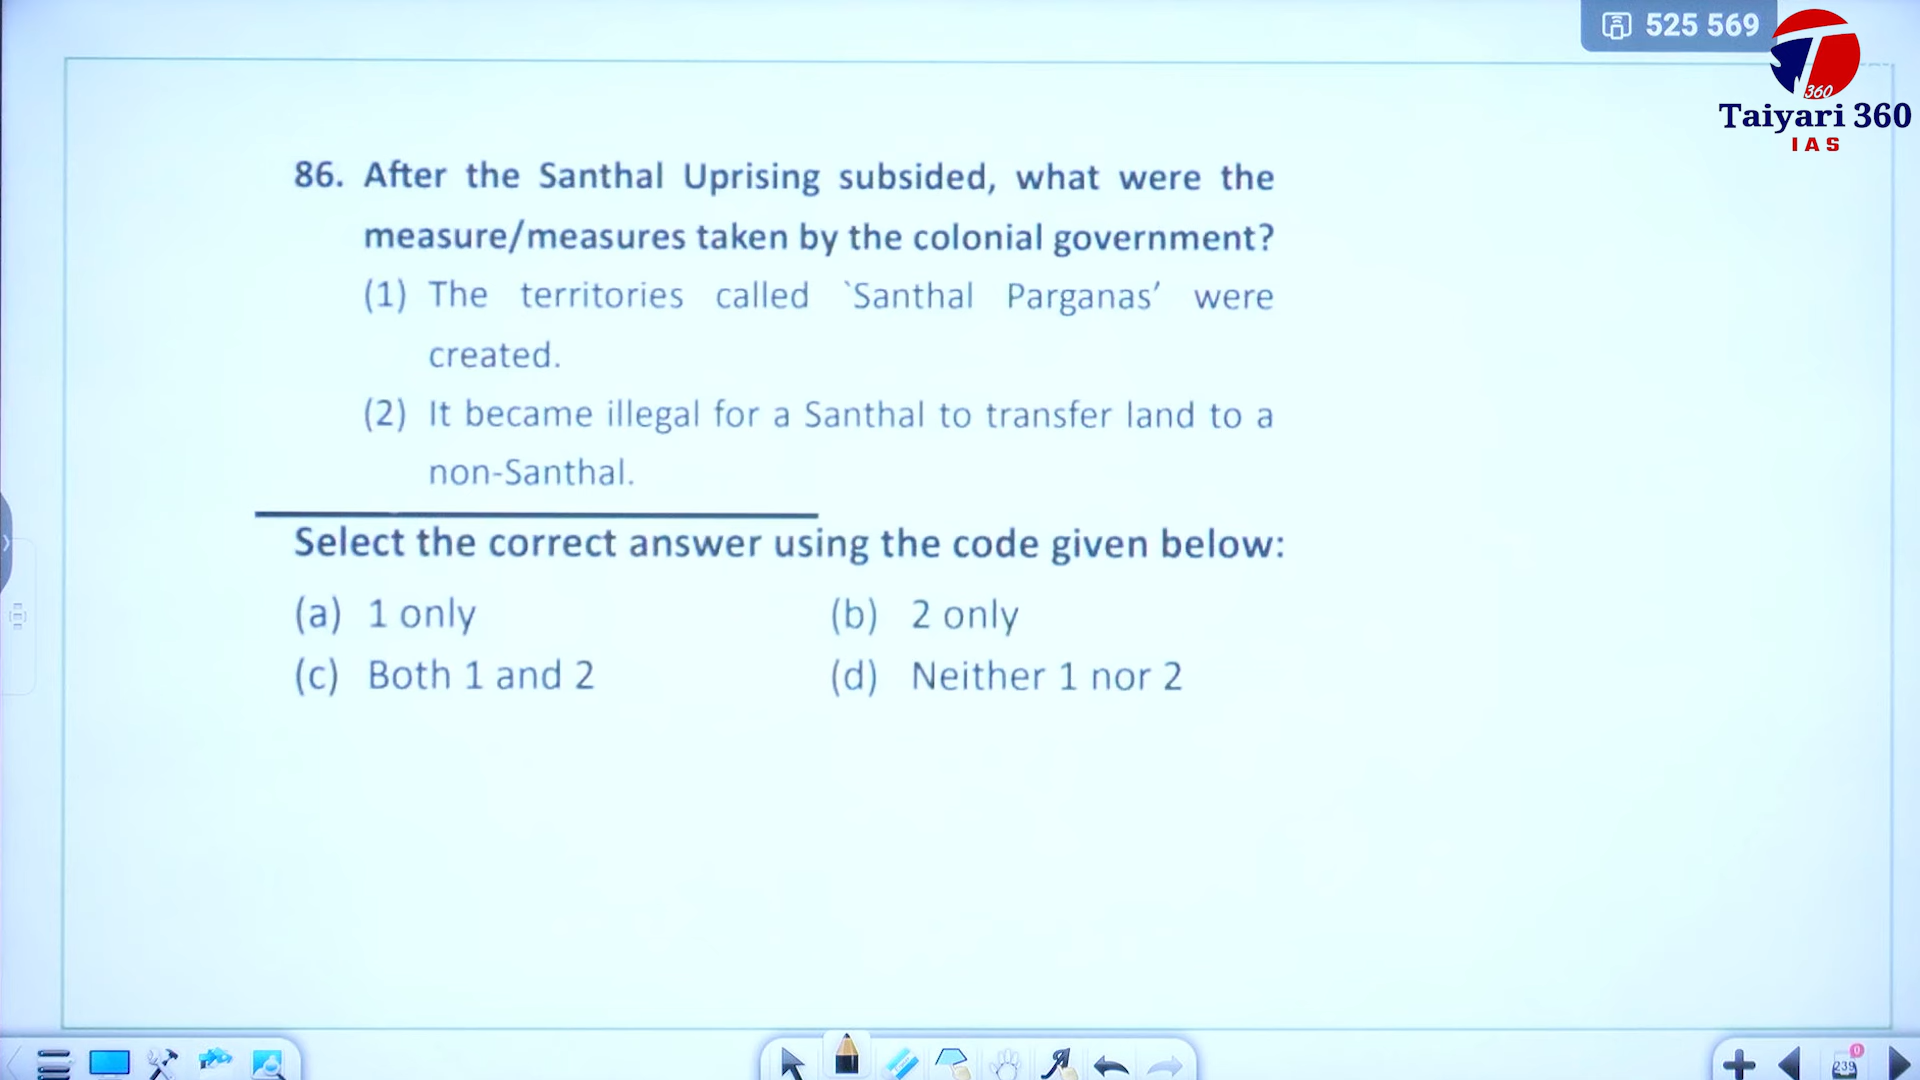 525 569
360
Taiyari 360
IAS
86. After the Santhal Uprising subsided, what were the
measure/measures taken by the colonial government?
(1) The territories called `Santhal Parganas' were
created.
(2) It became illegal for a Santhal to transfer land to a
non-Santhal.
Select the correct answer using the code given below:
(a) 1 only (b) 2 only
(c) Both 1 and 2 (d) Neither 1 nor 2
0
239